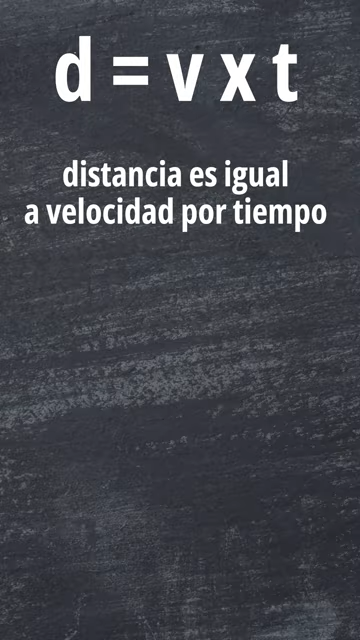 d = v x t
distancia es igual
a velocidad por tiempo